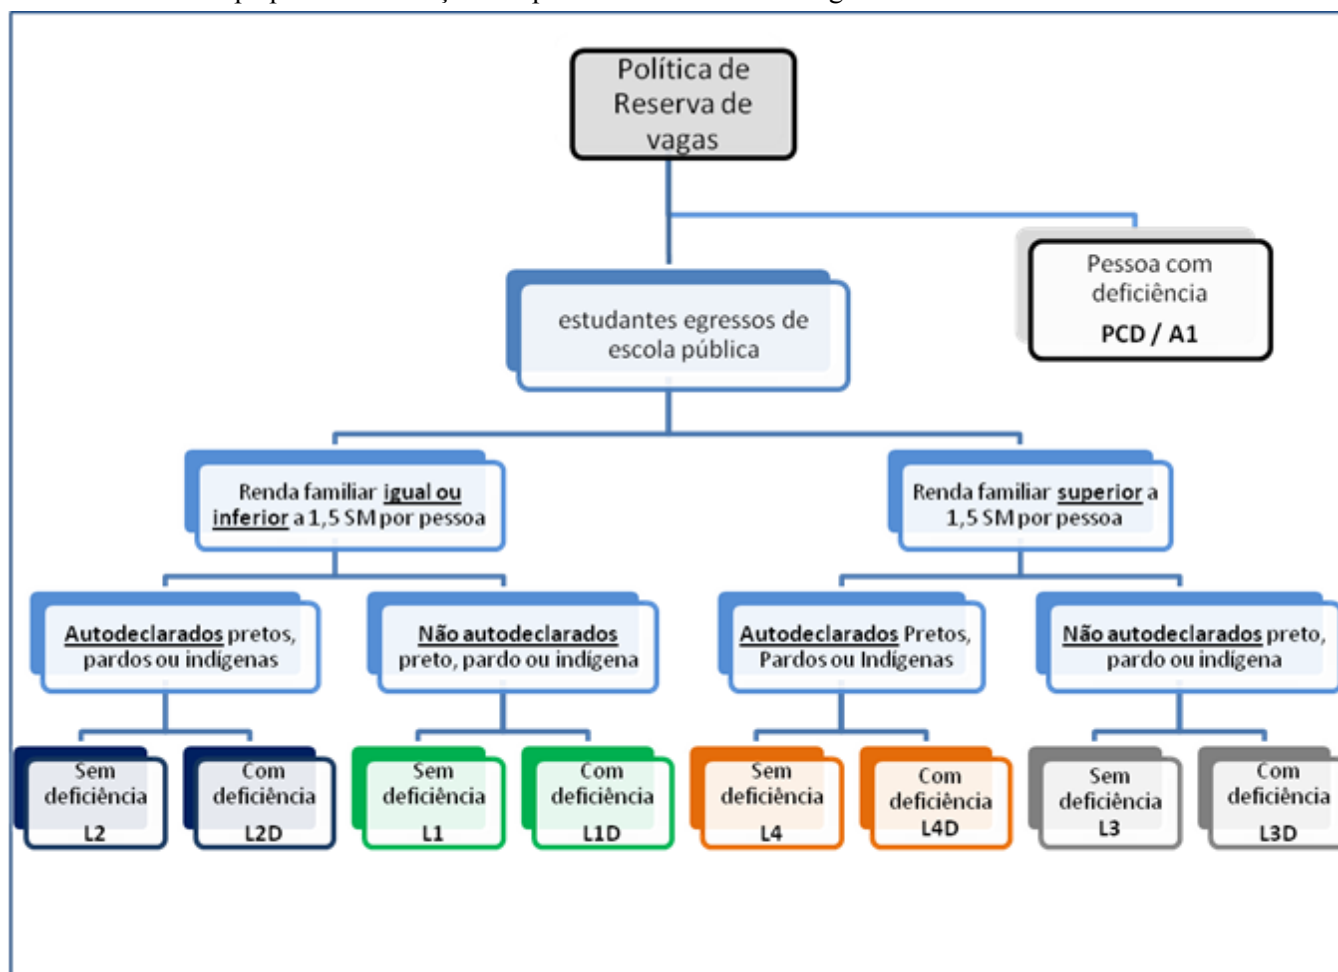 Política de
Reserva de
vagas
Pessoa com
deficiência
PCD / A1
estudantes egressos de
escola pública
Renda familiar igual ou
inferior a 1,5 SM por pessoa
Renda familiar superior a
1,5 SM por pessoa
Autodeclarados pretos,
pardos ou indígenas
Não autodeclarados
preto, pardo ou indígena
Autodeclarados Pretos,
Pardos ou Indígenas
Não autodeclarados preto,
pardo ou indígena
Sem
deficiência
L2
Com
deficiência
L2D
Sem
deficiência
L1
Com
deficiência
L1D
Sem
deficiência
L4
Com
deficiência
L4D
Sem
deficiência
L3
Com
deficiência
L3D